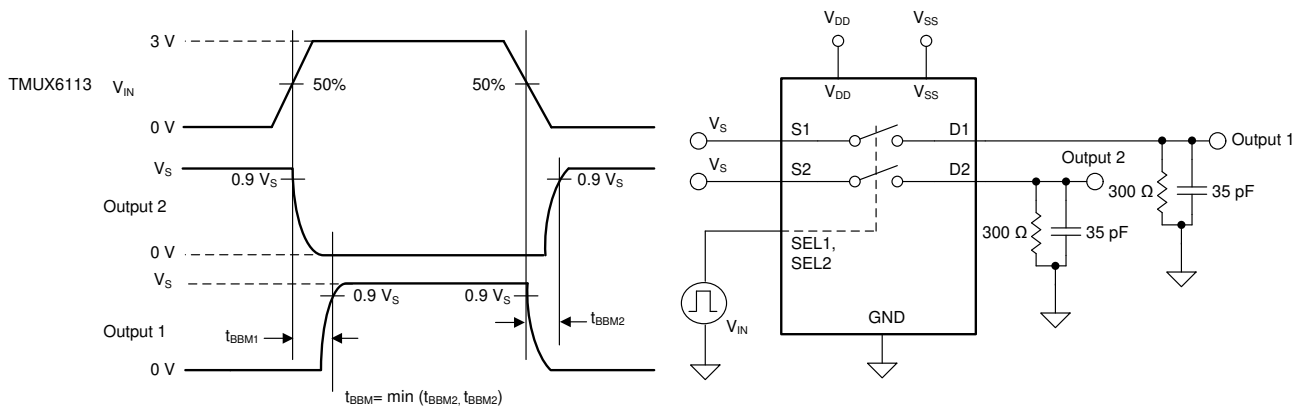 3 V
TMUX6113 V_IN
50%
50%
0 V
V_S
0.9 V_S
0.9 V_S
Output 2
0 V
V_S
0.9 V_S
0.9 V_S
Output 1
t_BBM1
t_BBM2
0 V
t_BBM= min (t_BBM2, t_BBM2)
V_DD
V_SS
V_DD
V_SS
V_S
S1
D1
Output 1
V_S
S2
D2
Output 2
300 Ω
35 pF
300 Ω
35 pF
SEL1,
SEL2
V_IN
GND